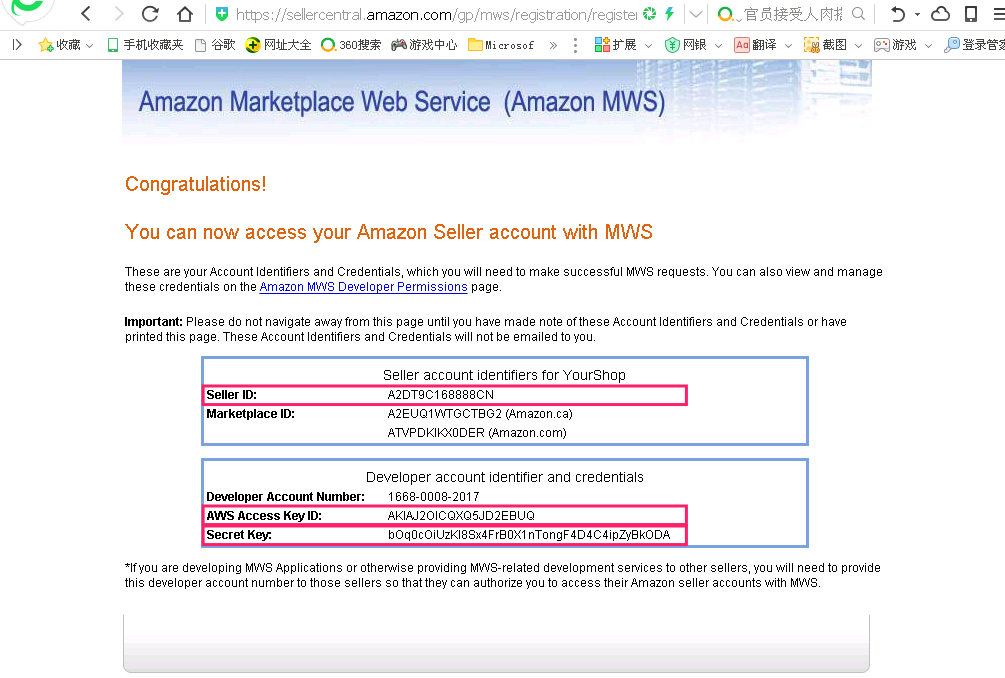 https://sellercentral.amazon.com/gp/mws/registration/register
官员接受人肉搜
收藏 手机收藏夹 谷歌 网址大全 360搜索 游戏中心 Microsof » 扩展 网银 Aa 翻译 截图 游戏 登录管家
Amazon Marketplace Web Service (Amazon MWS)
Congratulations!
You can now access your Amazon Seller account with MWS
These are your Account Identifiers and Credentials, which you will need to make successful MWS requests. You can also view and manage
these credentials on the Amazon MWS Developer Permissions page.
Important: Please do not navigate away from this page until you have made note of these Account Identifiers and Credentials or have
printed this page. These Account Identifiers and Credentials will not be emailed to you.
Seller account identifiers for YourShop
Seller ID: A2DT9C168888CN
Marketplace ID: A2EUQ1WTGCTBG2 (Amazon.ca)
ATVPDKIKX0DER (Amazon.com)
Developer account identifier and credentials
Developer Account Number: 1668-0008-2017
AWS Access Key ID: AKIAJ2OICQXQ5JD2EBUQ
Secret Key:
*If you are developing MWS Applications or otherwise providing MWS-related development services to other sellers, you will need to provide
this developer account number to those sellers so that they can authorize you to access their Amazon seller accounts with MWS.